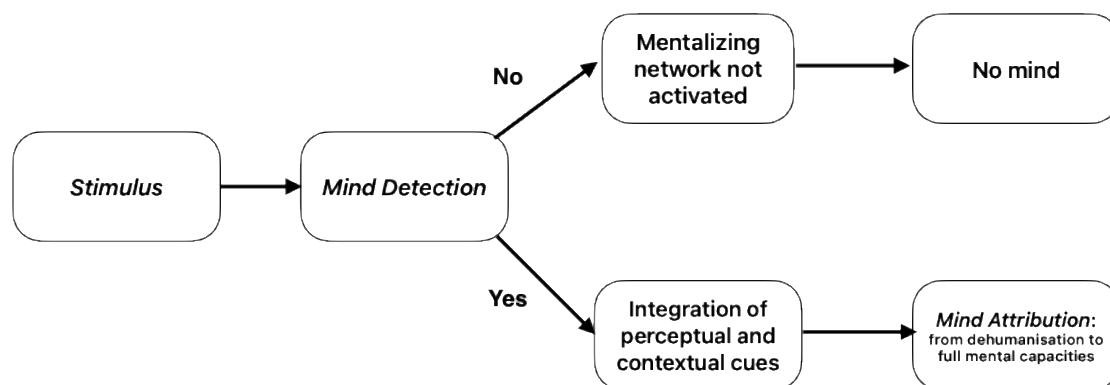 Mentalizing
network not
activated
No mind
No
Stimulus
Mind Detection
Yes
Integration of
perceptual and
contextual cues
Mind Attribution:
from dehumanisation to
full mental capacities